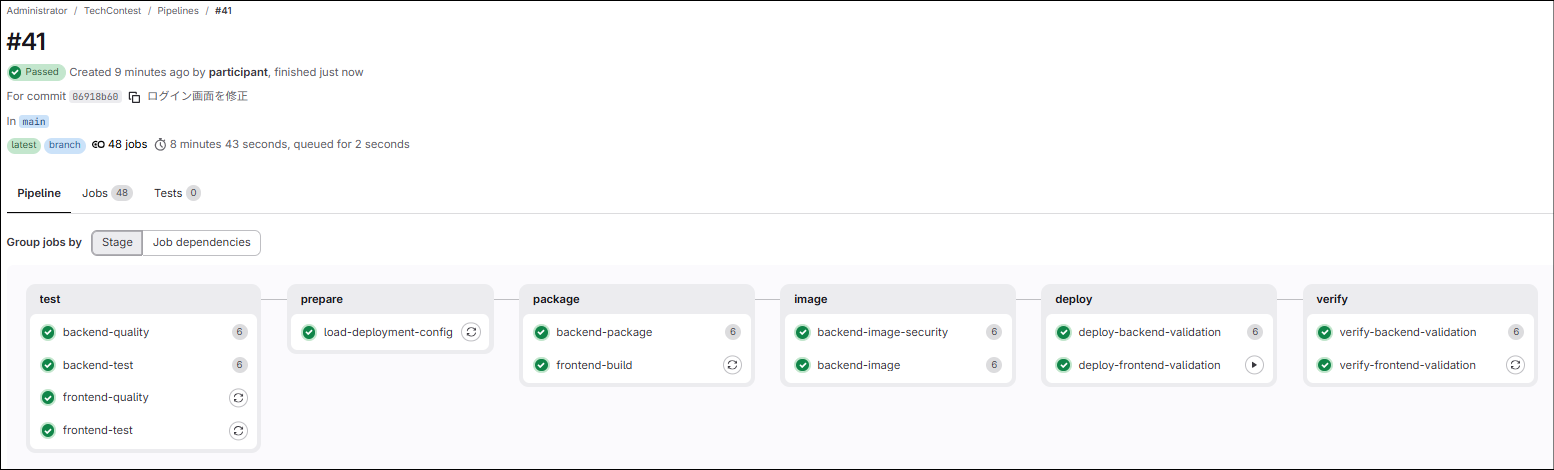 Administrator / TechContest / Pipelines / #41
#41
Passed Created 9 minutes ago by participant, finished just now
For commit 06918b60 ログイン画面を修正
In main
latest branch 48 jobs 8 minutes 43 seconds, queued for 2 seconds
Pipeline Jobs 48 Tests 0
Group jobs by Stage Job dependencies
test
backend-quality 6
backend-test 6
frontend-quality
frontend-test
prepare
load-deployment-config
package
backend-package 6
frontend-build
image
backend-image-security 6
backend-image 6
deploy
deploy-backend-validation 6
deploy-frontend-validation
verify
verify-backend-validation 6
verify-frontend-validation